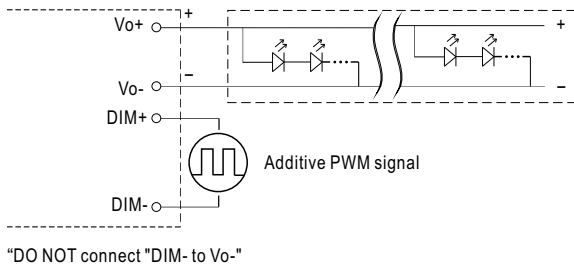 Vo+ + +
Vo- - -
DIM+
Additive PWM signal
DIM-
“DO NOT connect "DIM- to Vo-"